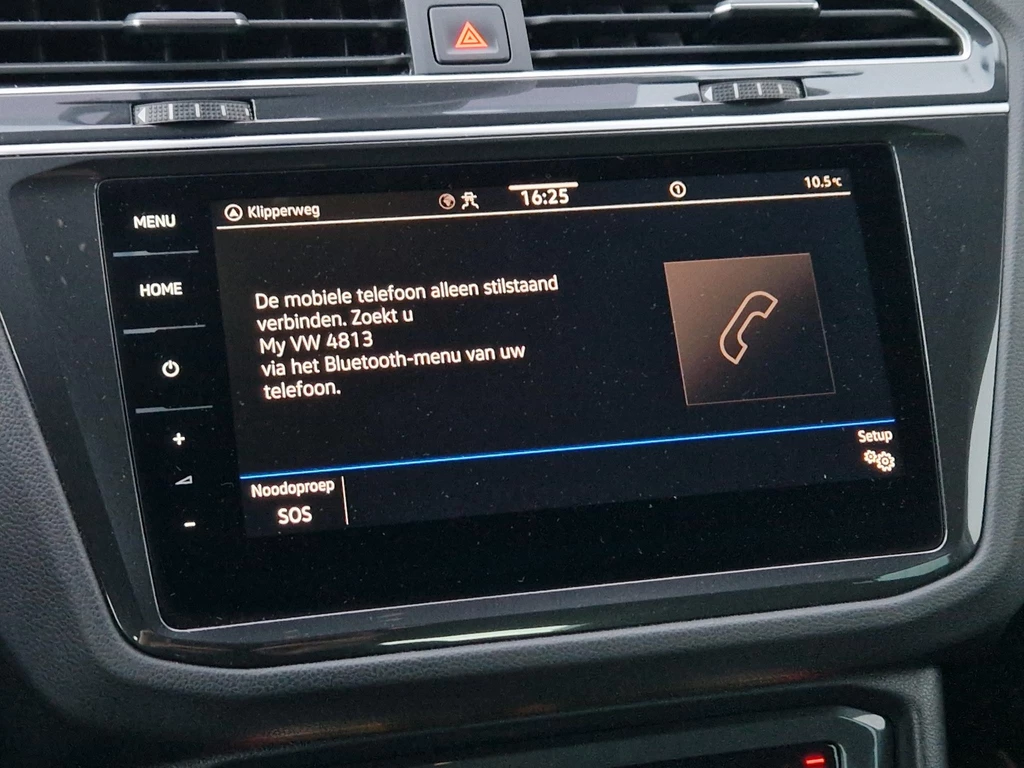 MENU
HOME
+
-
Klipperweg
16:25
1
10.5°C
De mobiele telefoon alleen stilstaand
verbinden. Zoekt u
My VW 4813
via het Bluetooth-menu van uw
telefoon.
Setup
Noodoproep
SOS